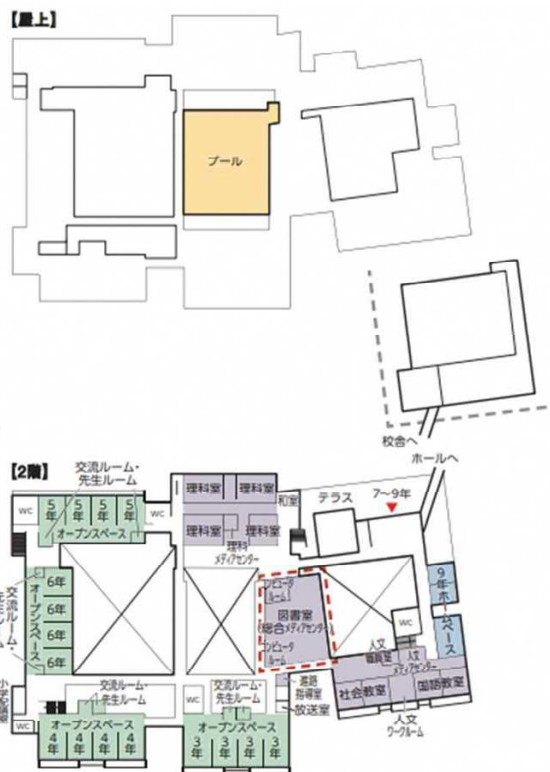 【屋上】
プール
校舎へ
ホールへ
【2階】
交流ルーム・
先生ルーム
WC
5年 5年 5年 5年
オープンスペース
WC
理科室 理科室
和室
理科室 理科室
理科
メディアセンター
テラス
7〜9年
6年
6年
6年
6年
オープンスペース
交流ルーム・
コンピュータ
ルーム
図書室
(総合メディアセンター)
コンピュータ
ルーム
9年ホームベース
WC
人文
職員室
人文
メディアセンター
社会教室
国語教室
人文
ワークルーム
進路
指導室
放送室
WC
交流ルーム・
先生ルーム
オープンスペース
4年 4年 4年 4年
WC
交流ルーム・
先生ルーム
オープンスペース
3年 3年 3年 3年